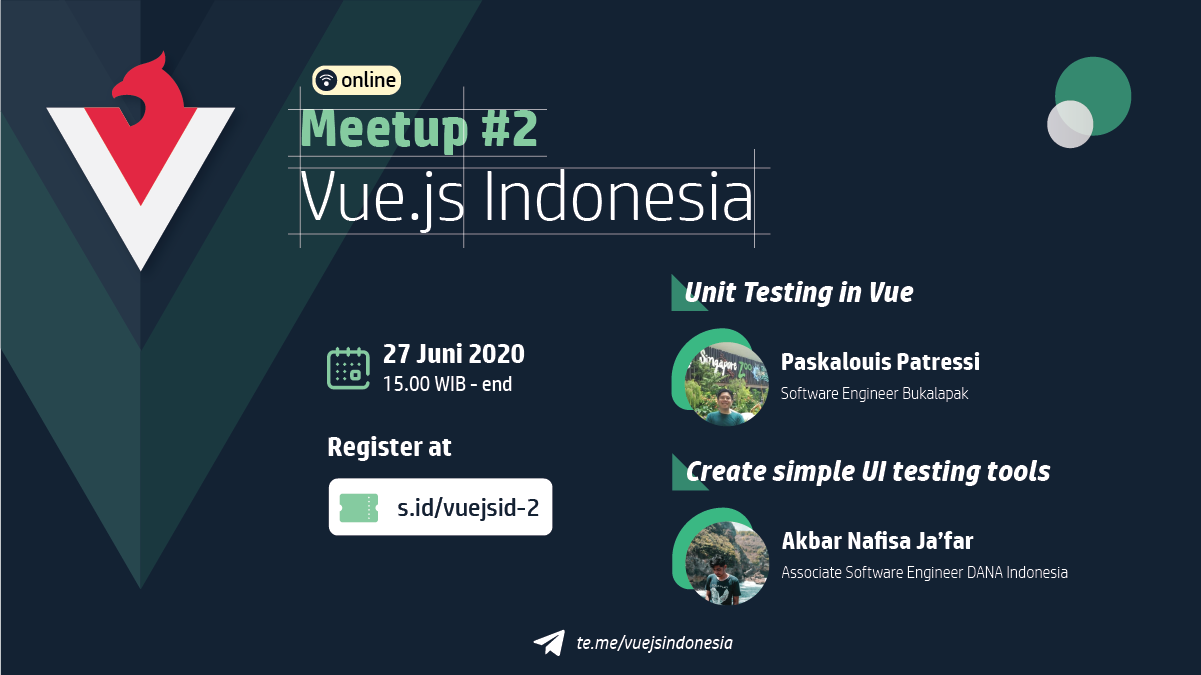 online
Meetup #2
Vue.js Indonesia
27 Juni 2020
15.00 WIB - end
Register at
s.id/vuejsid-2
Unit Testing in Vue
Paskalouis Patressi
Software Engineer Bukalapak
Create simple UI testing tools
Akbar Nafisa Ja’far
Associate Software Engineer DANA Indonesia
te.me/vuejsindonesia